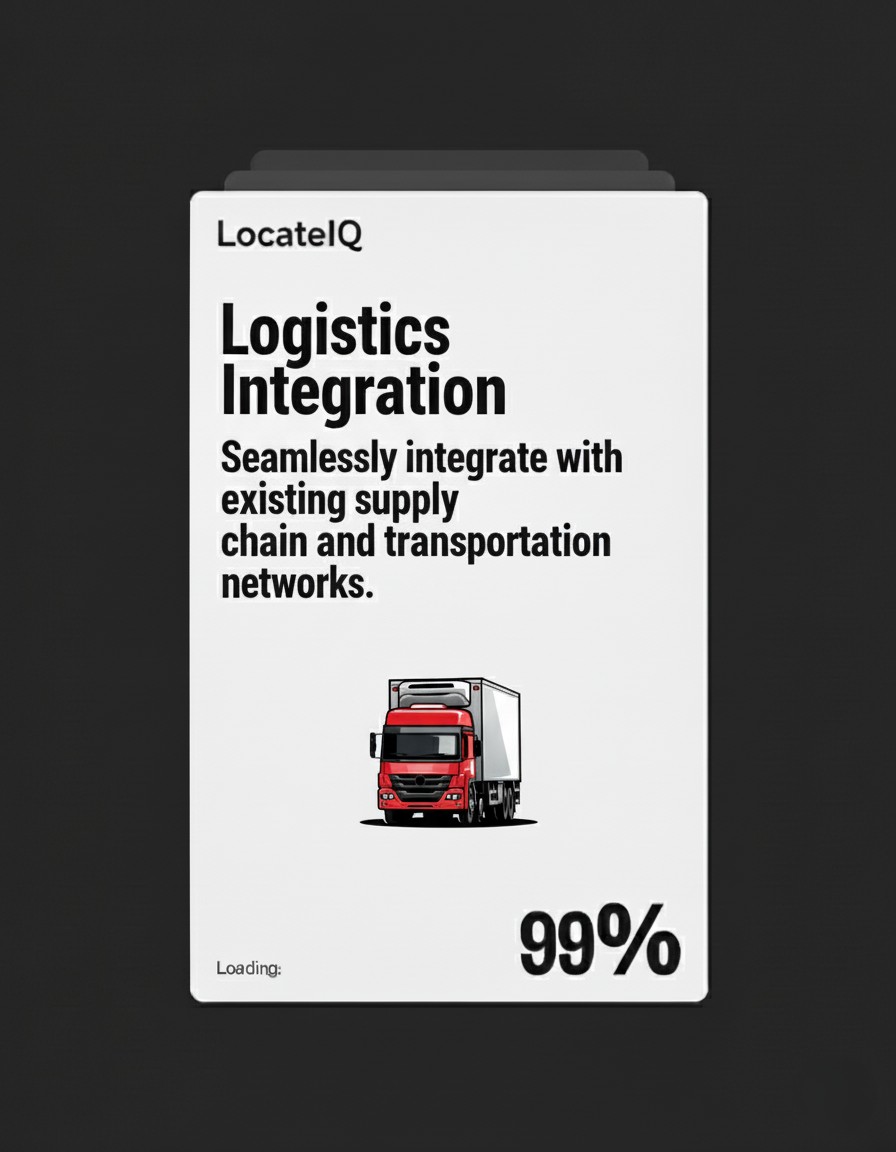 LocateIQ
Logistics
Integration
Seamlessly integrate with
existing supply
chain and transportation
networks.
Loading:
99%